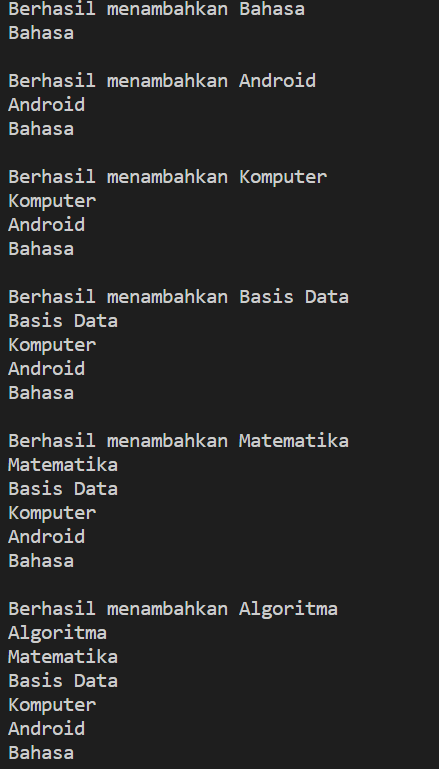 Berhasil menambahkan Bahasa
Bahasa
Berhasil menambahkan Android
Android
Bahasa
Berhasil menambahkan Komputer
Komputer
Android
Bahasa
Berhasil menambahkan Basis Data
Basis Data
Komputer
Android
Bahasa
Berhasil menambahkan Matematika
Matematika
Basis Data
Komputer
Android
Bahasa
Berhasil menambahkan Algoritma
Algoritma
Matematika
Basis Data
Komputer
Android
Bahasa